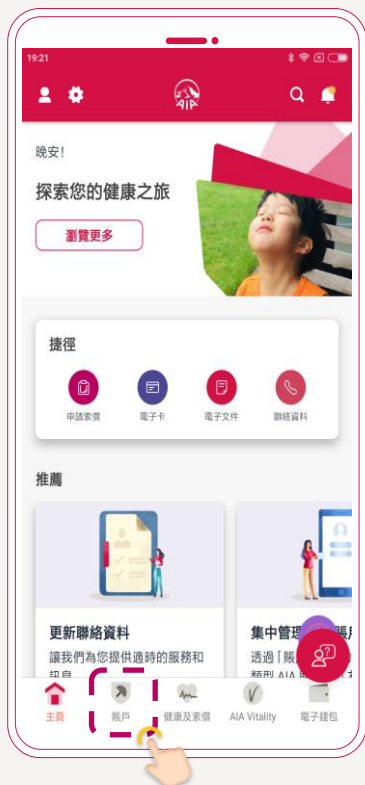 19:21
AIA
晚安!
探索您的健康之旅
瀏覽更多
捷徑
申請索償
電子卡
電子文件
聯絡資料
推薦
更新聯絡資料
讓我們為您提供適時的服務和
訊息
集中管理
透過「賬
類型 AIA
主頁
賬戶
健康及索償
AIA Vitality
電子錢包